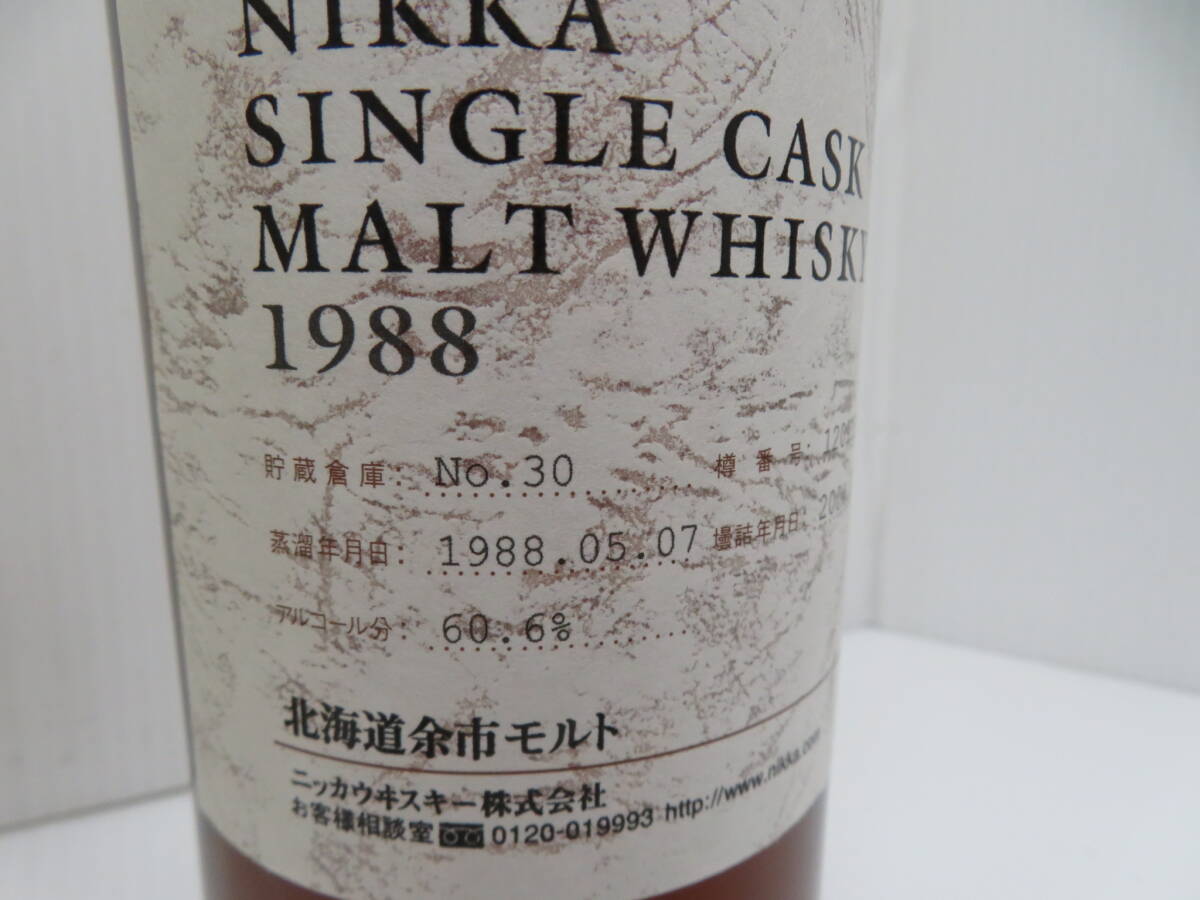 NIKKA
SINGLE CASK
MALT WHISKY
1988
貯蔵倉庫: No.30 樽番号:
蒸溜年月日: 1988.05.07 壜詰年月日:
アルコール分: 60.6%
北海道余市モルト
ニッカウヰスキー株式会社
お客様相談室 0120-019993 http://www.nikka.com